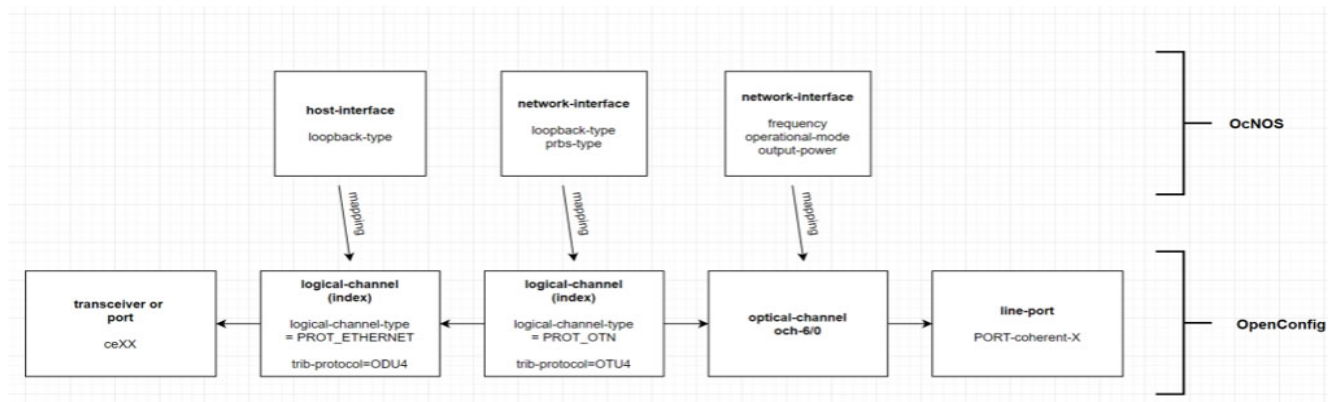 host-interface
loopback-type
network-interface
loopback-type
prbs-type
network-interface
frequency
operational-mode
output-power
OcNOS
mapping
mapping
mapping
transceiver or
port
ceXX
logical-channel
(index)
logical-channel-type
= PROT_ETHERNET
trib-protocol=ODU4
logical-channel
(index)
logical-channel-type
= PROT_OTN
trib-protocol=OTU4
optical-channel
och-6/0
line-port
PORT-coherent-X
OpenConfig